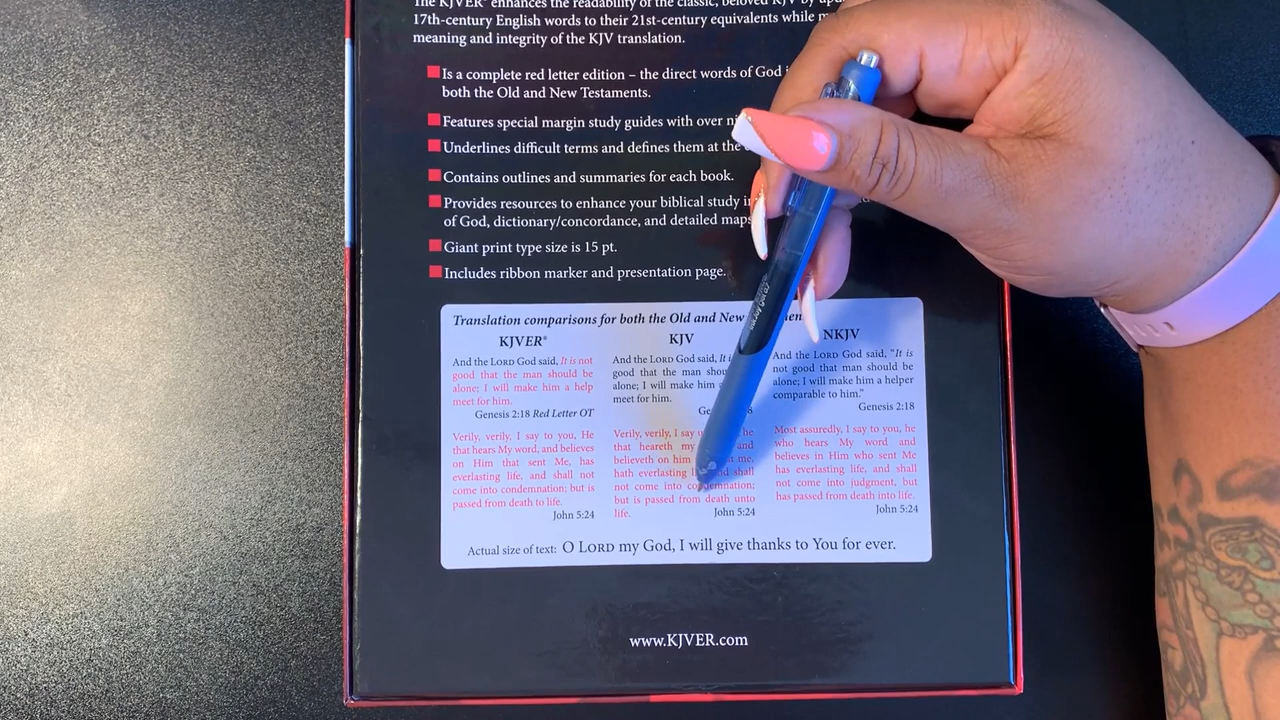 The KJVER® enhances the readability of the classic, beloved KJV by
17th-century English words to their 21st-century equivalents while
meaning and integrity of the KJV translation.
Is a complete red letter edition – the direct words of God
both the Old and New Testaments.
Features special margin study guides with over
Underlines difficult terms and defines them at the
Contains outlines and summaries for each book.
Provides resources to enhance your biblical study
of God, dictionary/concordance, and detailed maps
Giant print type size is 15 pt.
Includes ribbon marker and presentation page.
Translation comparisons for both the Old and New
KJVER®
And the LORD God said, It is not
good that the man should be
alone; I will make him a help
meet for him.
Genesis 2:18 Red Letter OT
Verily, verily, I say to you, He
that hears My word, and believes
on Him that sent Me, has
everlasting life, and shall not
come into condemnation; but is
passed from death to life.
John 5:24
KJV
And the LORD God said, It
good that the man
alone; I will make him
meet for him.
Verily, verily, I say he
that heareth my and
believeth on him me,
hath everlasting shall
not come into condemnation;
but is passed from death unto
life.
John 5:24
NKJV
And the LORD God said, "It is
not good that man should be
alone; I will make him a helper
comparable to him."
Genesis 2:18
Most assuredly, I say to you, he
who hears My word and
believes in Him who sent Me
has everlasting life, and shall
not come into judgment, but
has passed from death into life.
John 5:24
Actual size of text: O LORD my God, I will give thanks to You for ever.
www.KJVER.com